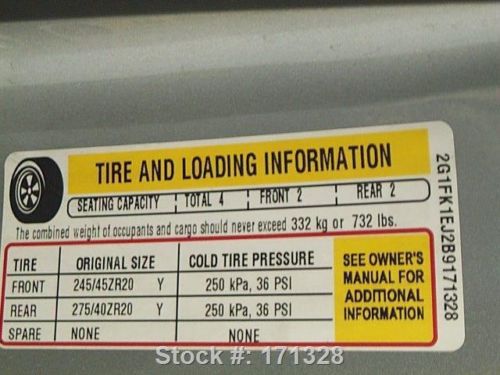 TIRE AND LOADING INFORMATION
SEATING CAPACITY TOTAL 4 FRONT 2 REAR 2
The combined weight of occupants and cargo should never exceed 332 kg or 732 lbs.
TIRE ORIGINAL SIZE COLD TIRE PRESSURE
FRONT 245/45ZR20 Y 250 kPa, 36 PSI
REAR 275/40ZR20 Y 250 kPa, 36 PSI
SPARE NONE NONE
SEE OWNER'S
MANUAL FOR
ADDITIONAL
INFORMATION
2G1FK1EJ2B9171328
Stock #: 171328